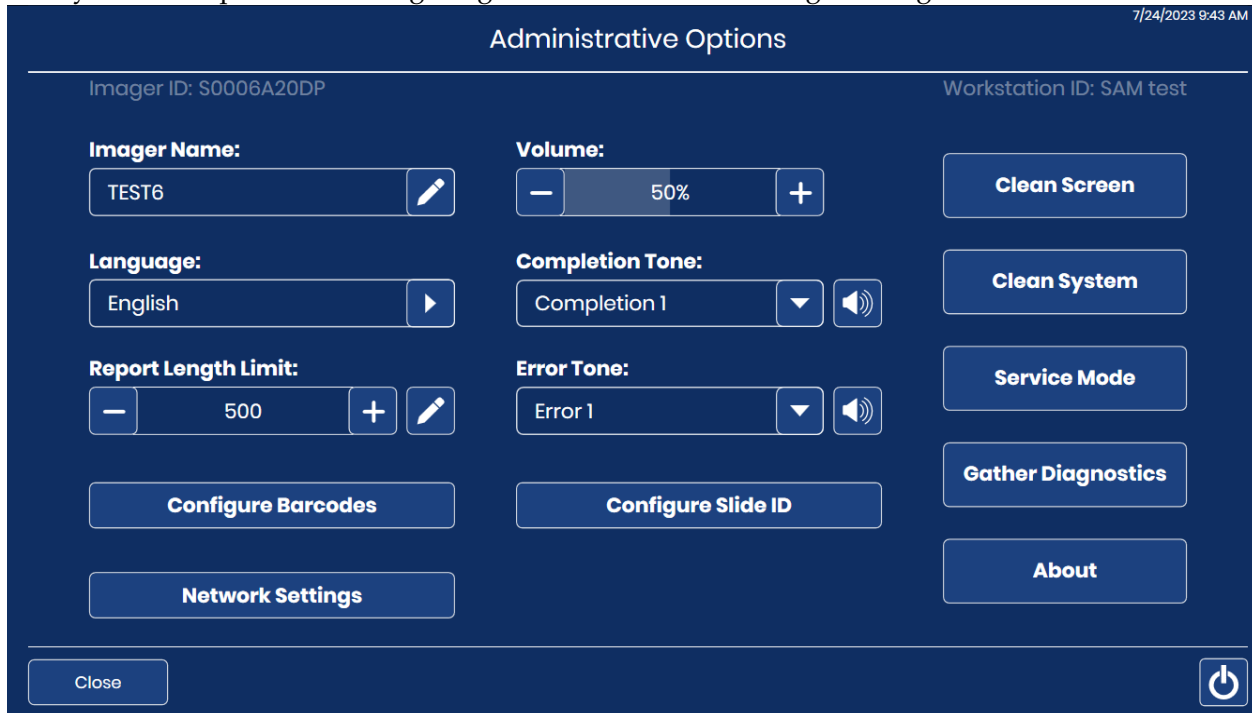 7/24/2023 9:43 AM
Administrative Options
Imager ID: S0006A20DP
Workstation ID: SAM test
Imager Name:
TEST6
Volume:
50%
Clean Screen
Language:
English
Completion Tone:
Completion 1
Clean System
Report Length Limit:
500
Error Tone:
Error 1
Service Mode
Gather Diagnostics
Configure Barcodes
Configure Slide ID
About
Network Settings
Close